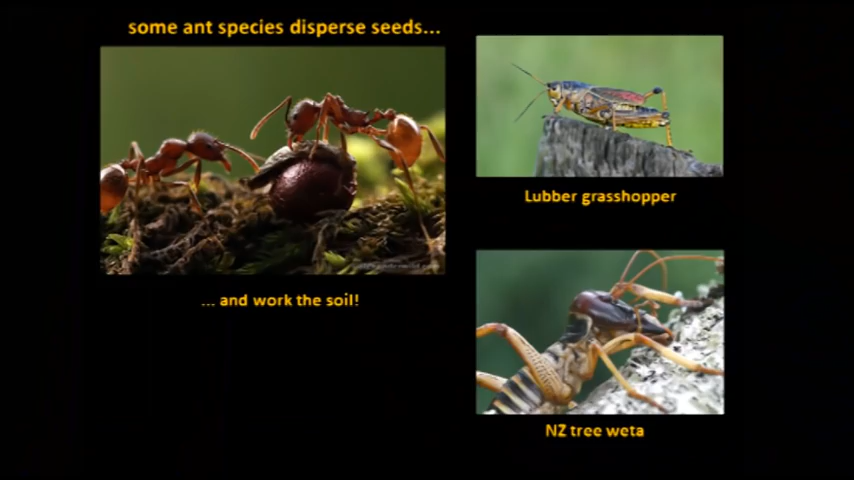 some ant species disperse seeds...
... and work the soil!
Lubber grasshopper
NZ tree weta